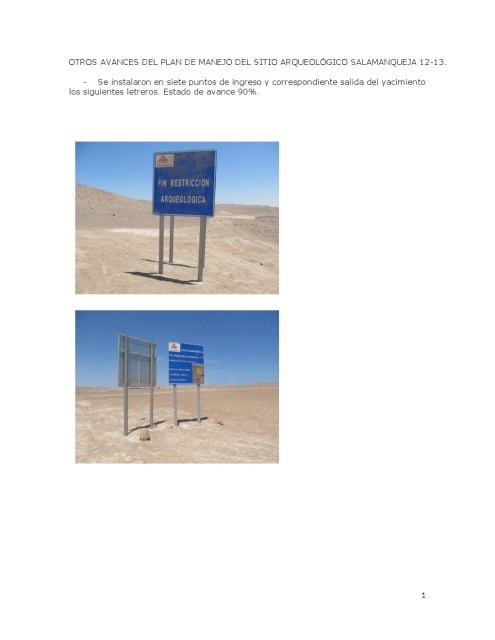 OTROS AVANCES DEL PLAN DE MANEJO DEL SITIO ARQUEOLÓGICO SALAMANQUEJA 12-13.
- Se instalaron en siete puntos de ingreso y correspondiente salida del yacimiento
los siguientes letreros. Estado de avance 90%.
FIN RESTRICCION
ARQUEOLOGICA
1